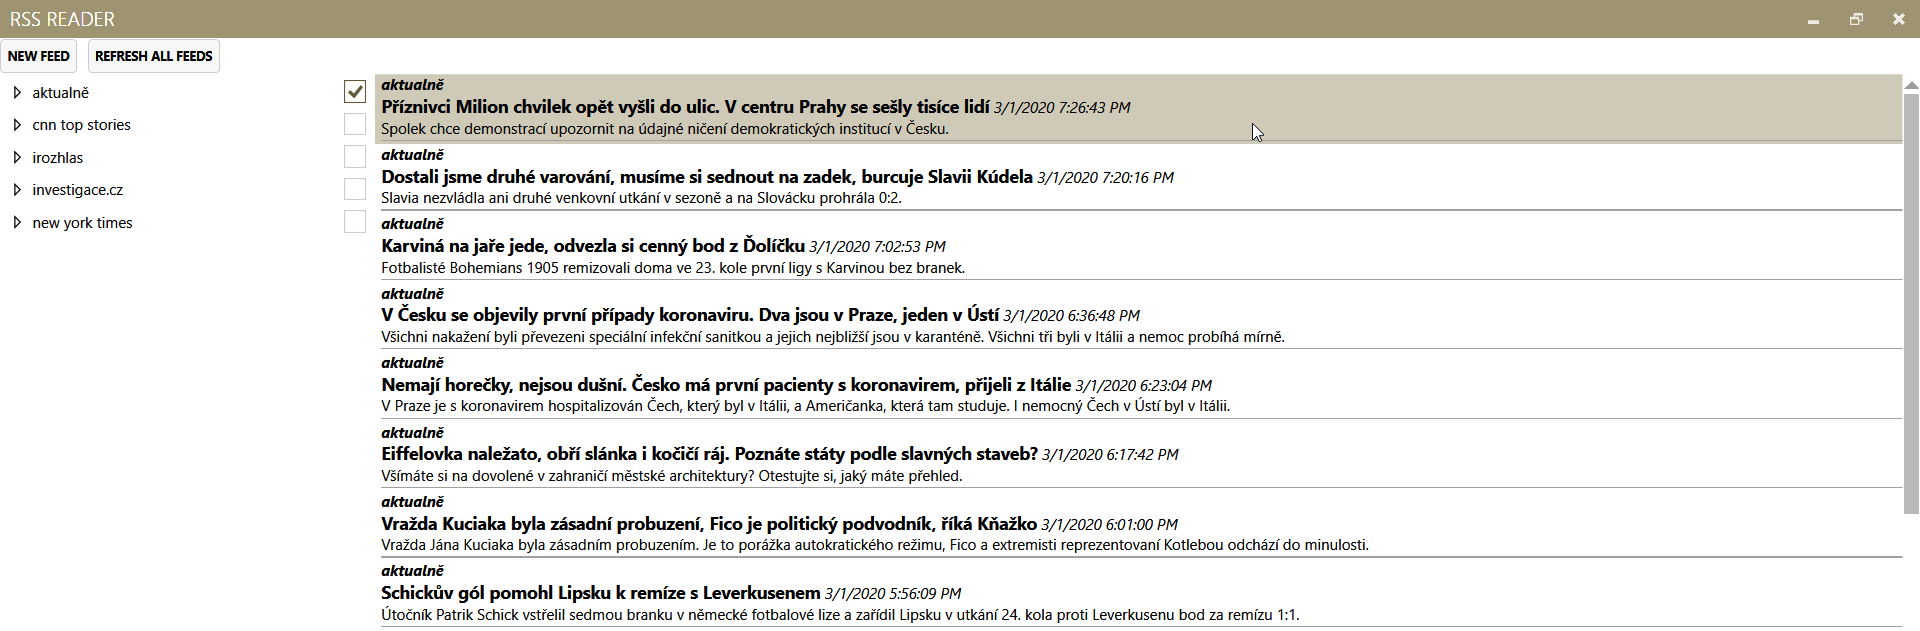 RSS READER
NEW FEED
REFRESH ALL FEEDS
aktualně
cnn top stories
irozhlas
investigace.cz
new york times
aktualně
Příznivci Milion chvilek opět vyšli do ulic. V centru Prahy se sešly tisíce lidí 3/1/2020 7:26:43 PM
Spolek chce demonstrací upozornit na údajné ničení demokratických institucí v Česku.
aktualně
Dostali jsme druhé varování, musíme si sednout na zadek, burcuje Slavii Kúdela 3/1/2020 7:20:16 PM
Slavia nezvládla ani druhé venkovní utkání v sezoně a na Slovácku prohrála 0:2.
aktualně
Karviná na jaře jede, odvezla si cenný bod z Ďolíčku 3/1/2020 7:02:53 PM
Fotbalisté Bohemians 1905 remizovali doma ve 23. kole první ligy s Karvinou bez branek.
aktualně
V Česku se objevily první případy koronaviru. Dva jsou v Praze, jeden v Ústí 3/1/2020 6:36:48 PM
Všichni nakažení byli převezeni speciální infekční sanitkou a jejich nejbližší jsou v karanténě. Všichni tři byli v Itálii a nemoc probíhá mírně.
aktualně
Nemají horečky, nejsou dušní. Česko má první pacienty s koronavirem, přijeli z Itálie 3/1/2020 6:23:04 PM
V Praze je s koronavirem hospitalizován Čech, který byl v Itálii, a Američanka, která tam studuje. I nemocný Čech v Ústí byl v Itálii.
aktualně
Eiffelovka naležato, obří slánka i kočičí ráj. Poznáte státy podle slavných staveb? 3/1/2020 6:17:42 PM
Všímáte si na dovolené v zahraničí městské architektury? Otestujte si, jaký máte přehled.
aktualně
Vražda Kuciaka byla zásadní probuzení, Fico je politický podvodník, říká Kňažko 3/1/2020 6:01:00 PM
Vražda Jána Kuciaka byla zásadním probuzením. Je to porážka autokratického režimu, Fico a extremisti reprezentovaní Kotlebou odchází do minulosti.
aktualně
Schickův gól pomohl Lipsku k remíze s Leverkusenem 3/1/2020 5:56:09 PM
Útočník Patrik Schick vstřelil sedmou branku v německé fotbalové lize a zařídil Lipsku v utkání 24. kola proti Leverkusenu bod za remízu 1:1.